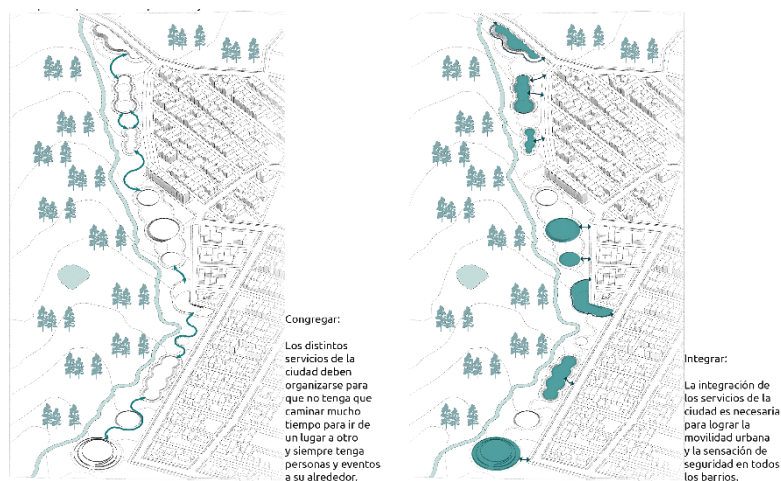 Congregar:
Los distintos
servicios de la
ciudad deben
organizarse para
que no tenga que
caminar mucho
tiempo para ir de
un lugar a otro
y siempre tenga
personas y eventos
a su alrededor.
Integrar:
La integración de
los servicios de la
ciudad es necesaria
para lograr la
movilidad urbana
y la sensación de
seguridad en todos
los barrios.